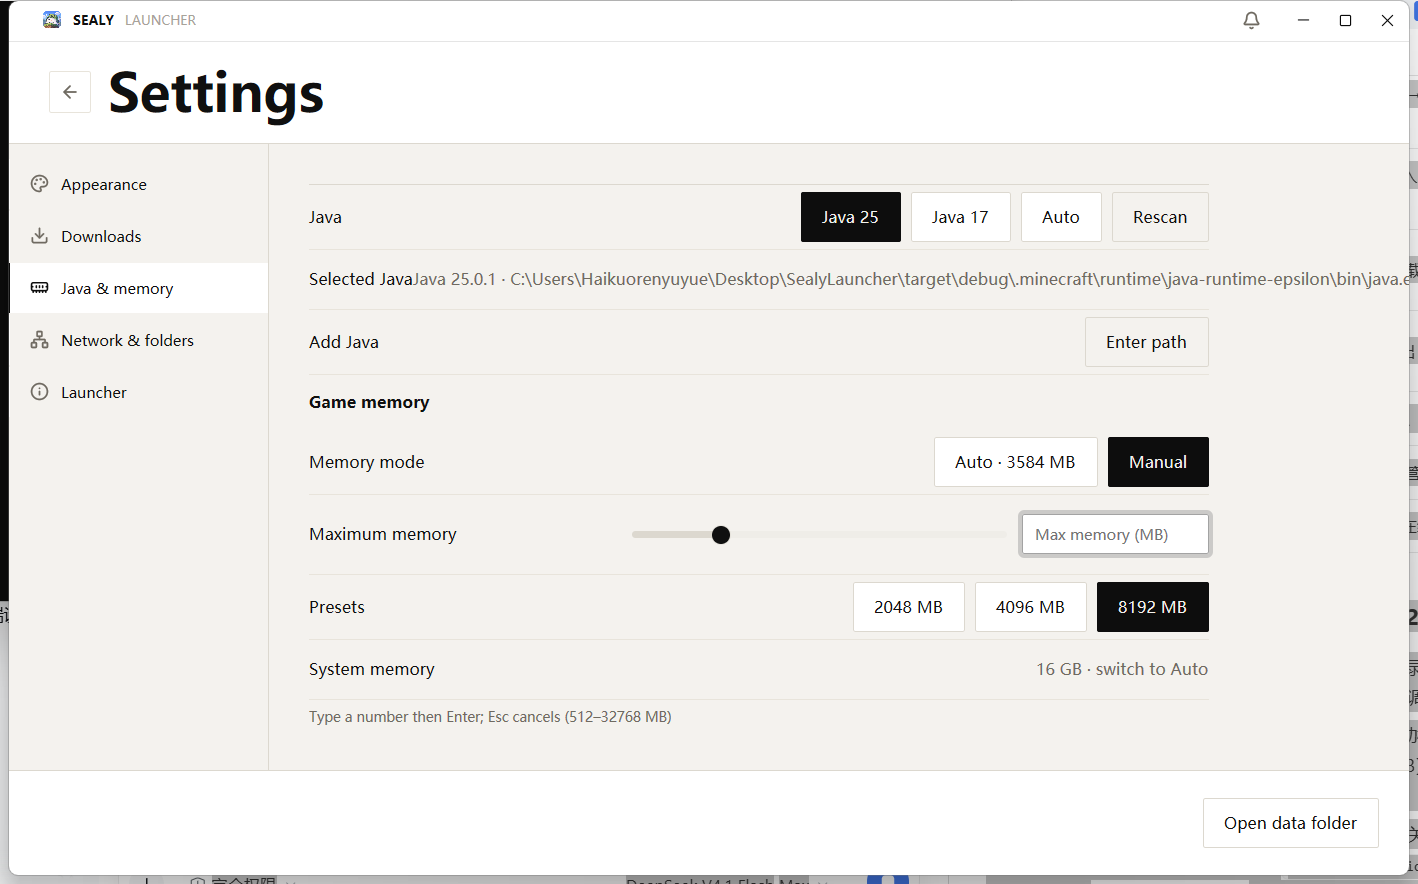 SEALY LAUNCHER
Settings
Appearance
Downloads
Java & memory
Network & folders
Launcher
Java
Java 25
Java 17
Auto
Rescan
Selected JavaJava 25.0.1 · C:\Users\Haikuorenyuyue\Desktop\SealyLauncher\target\debug\.minecraft\runtime\java-runtime-epsilon\bin\java.e
Add Java
Enter path
Game memory
Memory mode
Auto · 3584 MB
Manual
Maximum memory
Max memory (MB)
Presets
2048 MB
4096 MB
8192 MB
System memory
16 GB · switch to Auto
Type a number then Enter; Esc cancels (512–32768 MB)
Open data folder